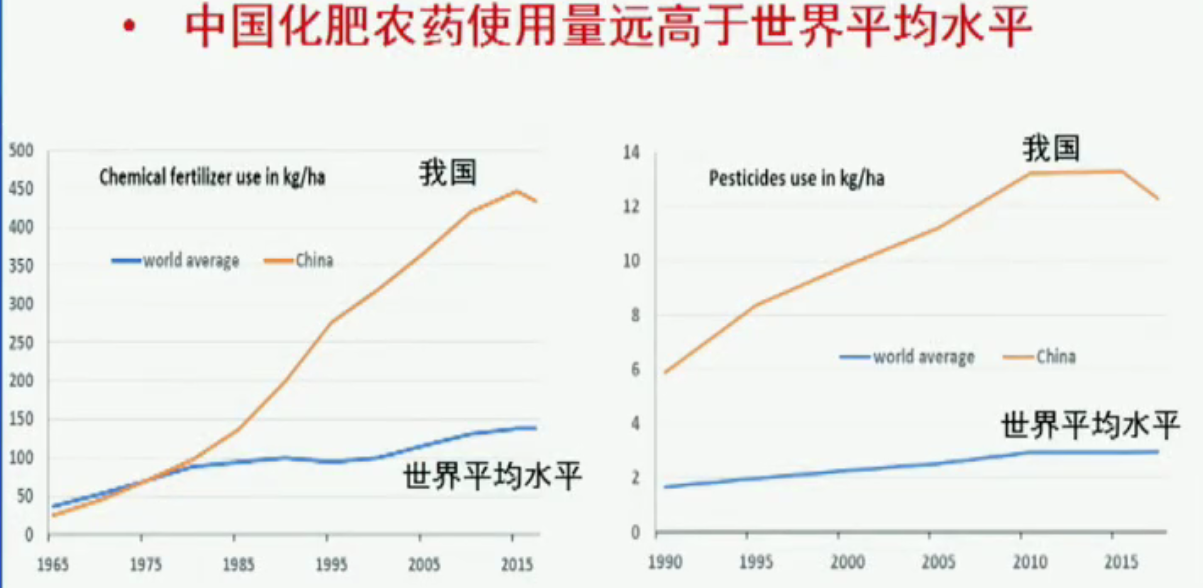 • 中国化肥农药使用量远高于世界平均水平
500
450
400
350
300
250
200
150
100
50
0
Chemical fertilizer use in kg/ha
我国
world average
China
世界平均水平
1965 1975 1985 1995 2005 2015
14
12
10
8
6
4
2
0
我国
Pesticides use in kg/ha
world average
China
世界平均水平
1990 1995 2000 2005 2010 2015